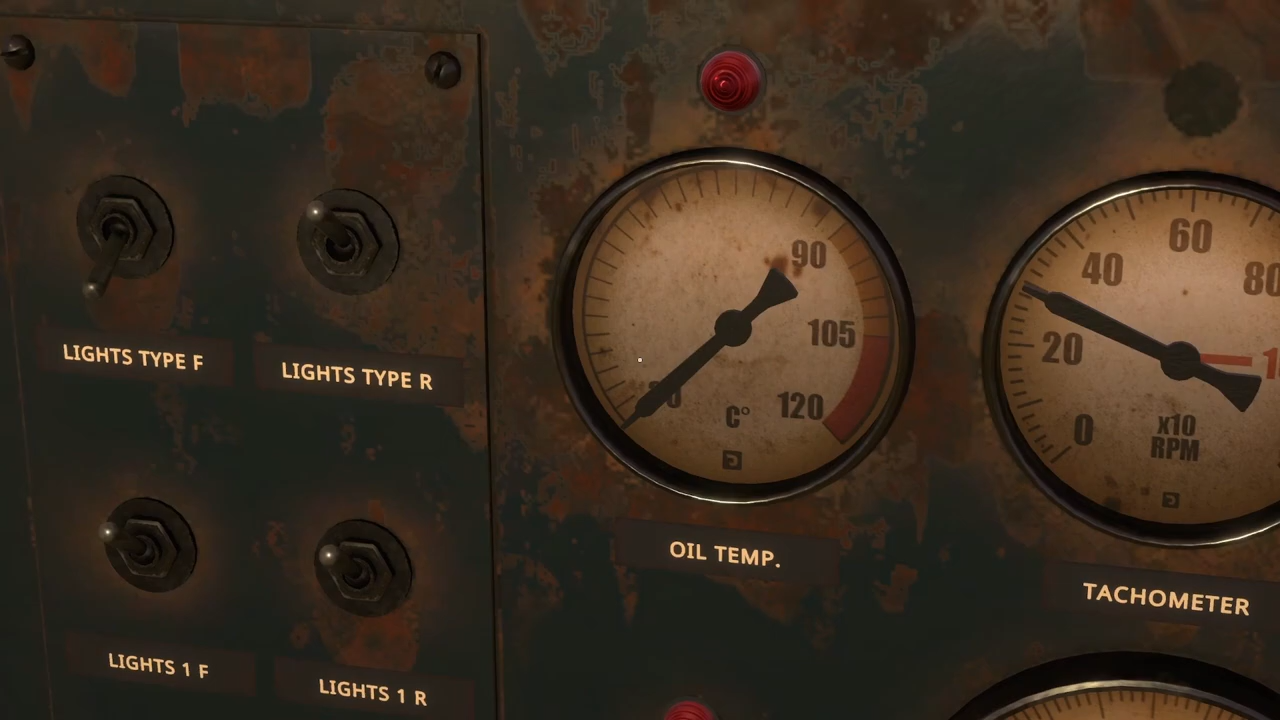 LIGHTS TYPE F
LIGHTS TYPE R
LIGHTS 1 F
LIGHTS 1 R
90
105
120
C°
OIL TEMP.
0
20
40
60
80
x10
RPM
TACHOMETER